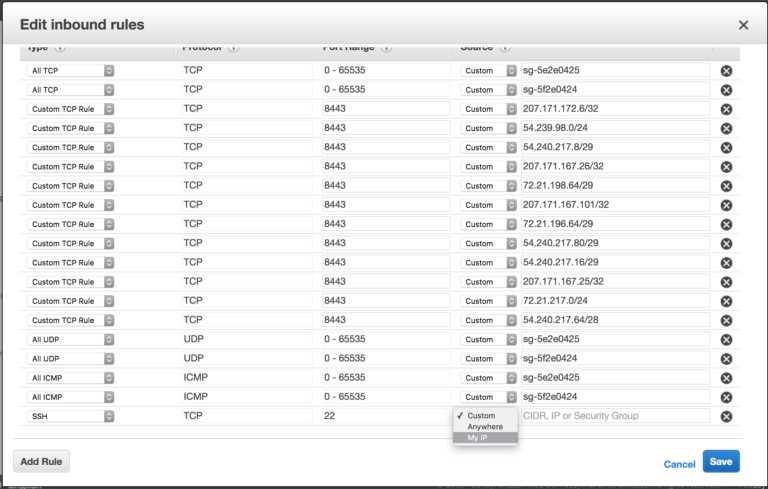 Edit inbound rules
Type Protocol Port Range Source
All TCP TCP 0 - 65535 Custom sg-5e2e0425
All TCP TCP 0 - 65535 Custom sg-5f2e0424
Custom TCP Rule TCP 8443 Custom 207.171.172.6/32
Custom TCP Rule TCP 8443 Custom 54.239.98.0/24
Custom TCP Rule TCP 8443 Custom 54.240.217.8/29
Custom TCP Rule TCP 8443 Custom 207.171.167.26/32
Custom TCP Rule TCP 8443 Custom 72.21.198.64/29
Custom TCP Rule TCP 8443 Custom 207.171.167.101/32
Custom TCP Rule TCP 8443 Custom 72.21.196.64/29
Custom TCP Rule TCP 8443 Custom 54.240.217.80/29
Custom TCP Rule TCP 8443 Custom 54.240.217.16/29
Custom TCP Rule TCP 8443 Custom 207.171.167.25/32
Custom TCP Rule TCP 8443 Custom 72.21.217.0/24
Custom TCP Rule TCP 8443 Custom 54.240.217.64/28
All UDP UDP 0 - 65535 Custom sg-5e2e0425
All UDP UDP 0 - 65535 Custom sg-5f2e0424
All ICMP ICMP 0 - 65535 Custom sg-5e2e0425
All ICMP ICMP 0 - 65535 Custom sg-5f2e0424
SSH TCP 22 Custom CIDR, IP or Security Group
Anywhere
My IP
Add Rule Cancel Save